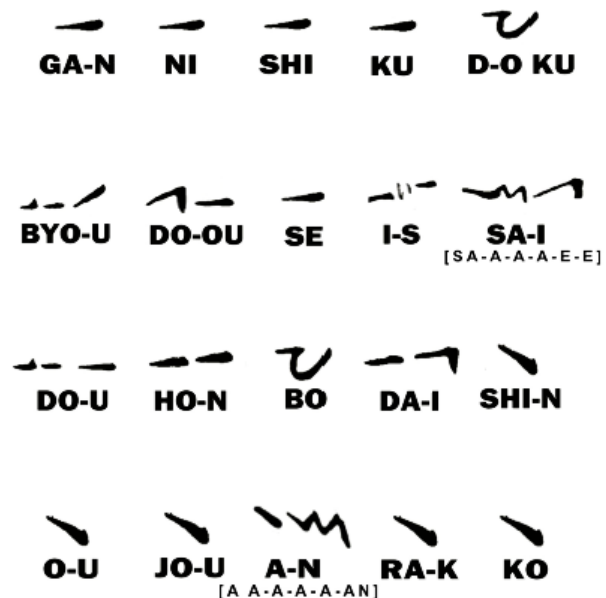 GA-N NI SHI KU D-O KU
BYO-U DO-OU SE I-S SA-I
[SA-A-A-A-E-E]
DO-U HO-N BO DA-I SHI-N
O-U JO-U A-N RA-K KO
[A A-A-A-A-AN]